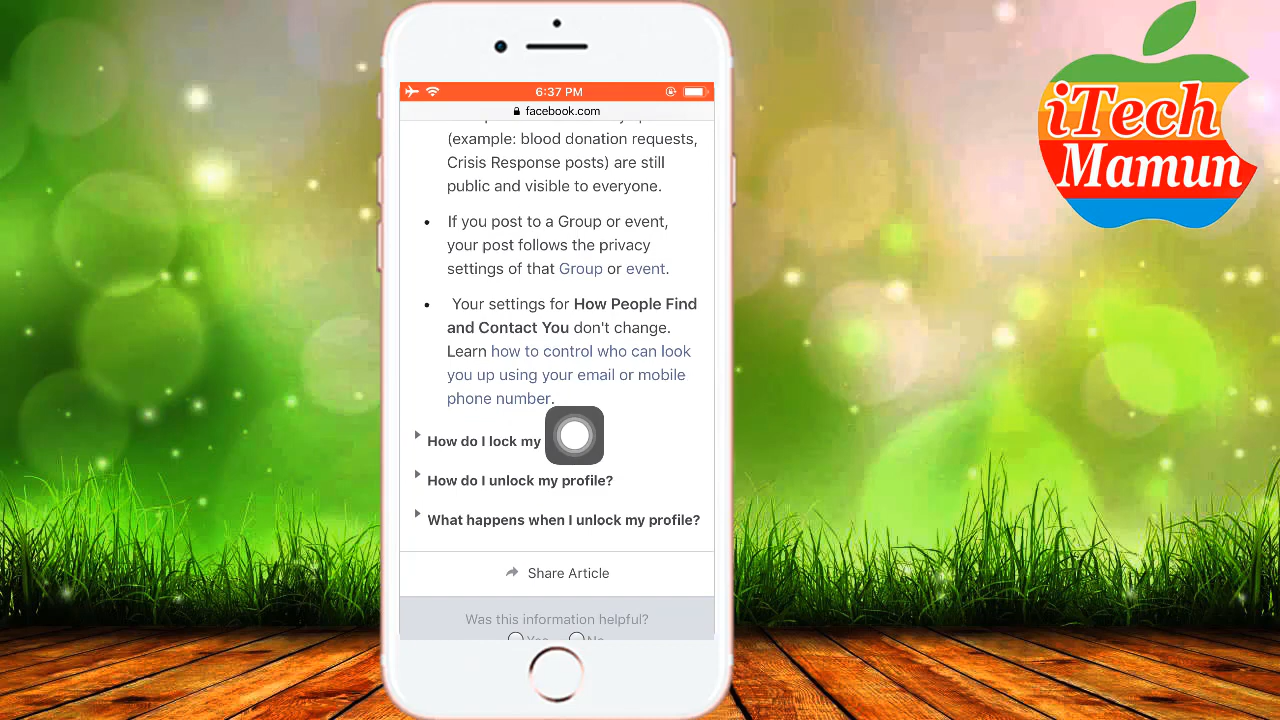 iTech
Mamun
6:37 PM
facebook.com
(example: blood donation requests,
Crisis Response posts) are still
public and visible to everyone.
• If you post to a Group or event,
your post follows the privacy
settings of that Group or event.
• Your settings for How People Find
and Contact You don't change.
Learn how to control who can look
you up using your email or mobile
phone number.
How do I lock my
How do I unlock my profile?
What happens when I unlock my profile?
Share Article
Was this information helpful?
Yes No